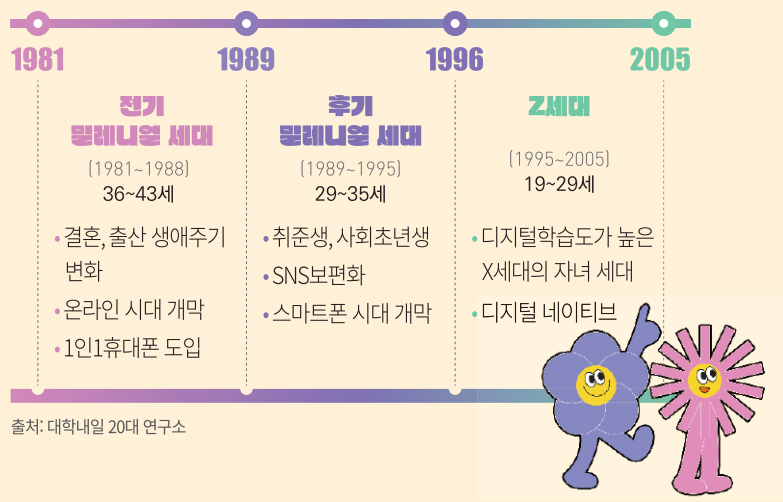 1981
1989
1996
2005
전기
밀레니얼 세대
(1981~1988)
36~43세
•결혼, 출산 생애주기
변화
•온라인 시대 개막
•1인1휴대폰 도입
후기
밀레니얼 세대
(1989~1995)
29~35세
•취준생, 사회초년생
•SNS보편화
•스마트폰 시대 개막
Z세대
(1995~2005)
19~29세
•디지털학습도가 높은
X세대의 자녀 세대
•디지털 네이티브
출처: 대학내일 20대 연구소